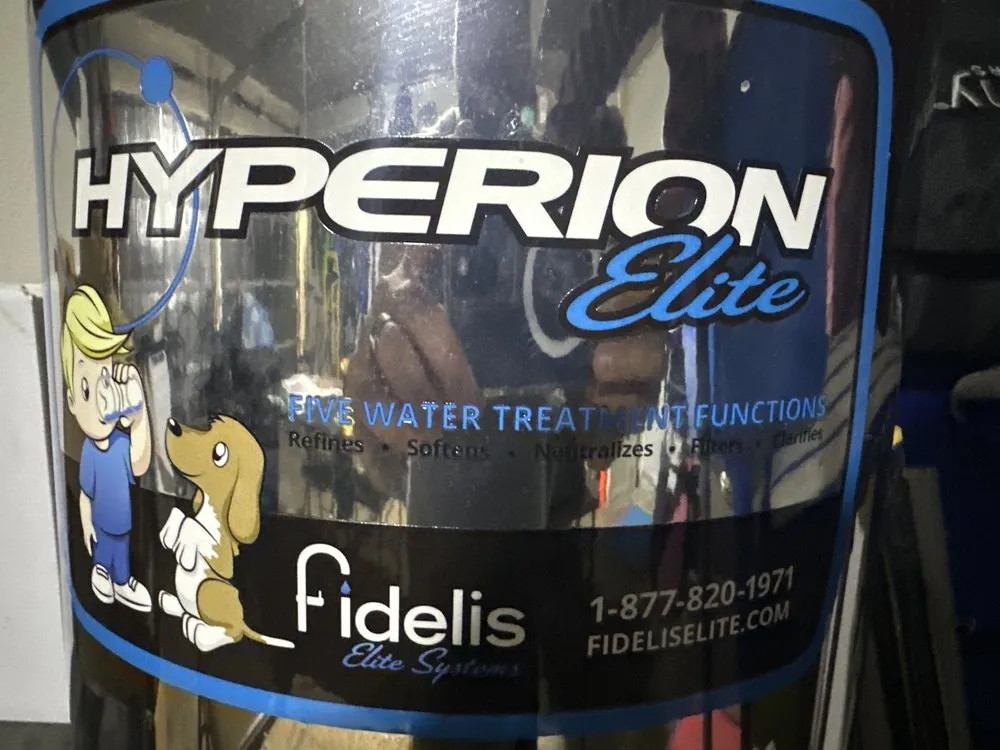 HYPERION
Elite
FIVE WATER TREATMENT FUNCTIONS
Refines • Softens • Neutralizes • Filters • Clarifies
Fidelis
Elite Systems
1-877-820-1971
FIDELISELITE.COM